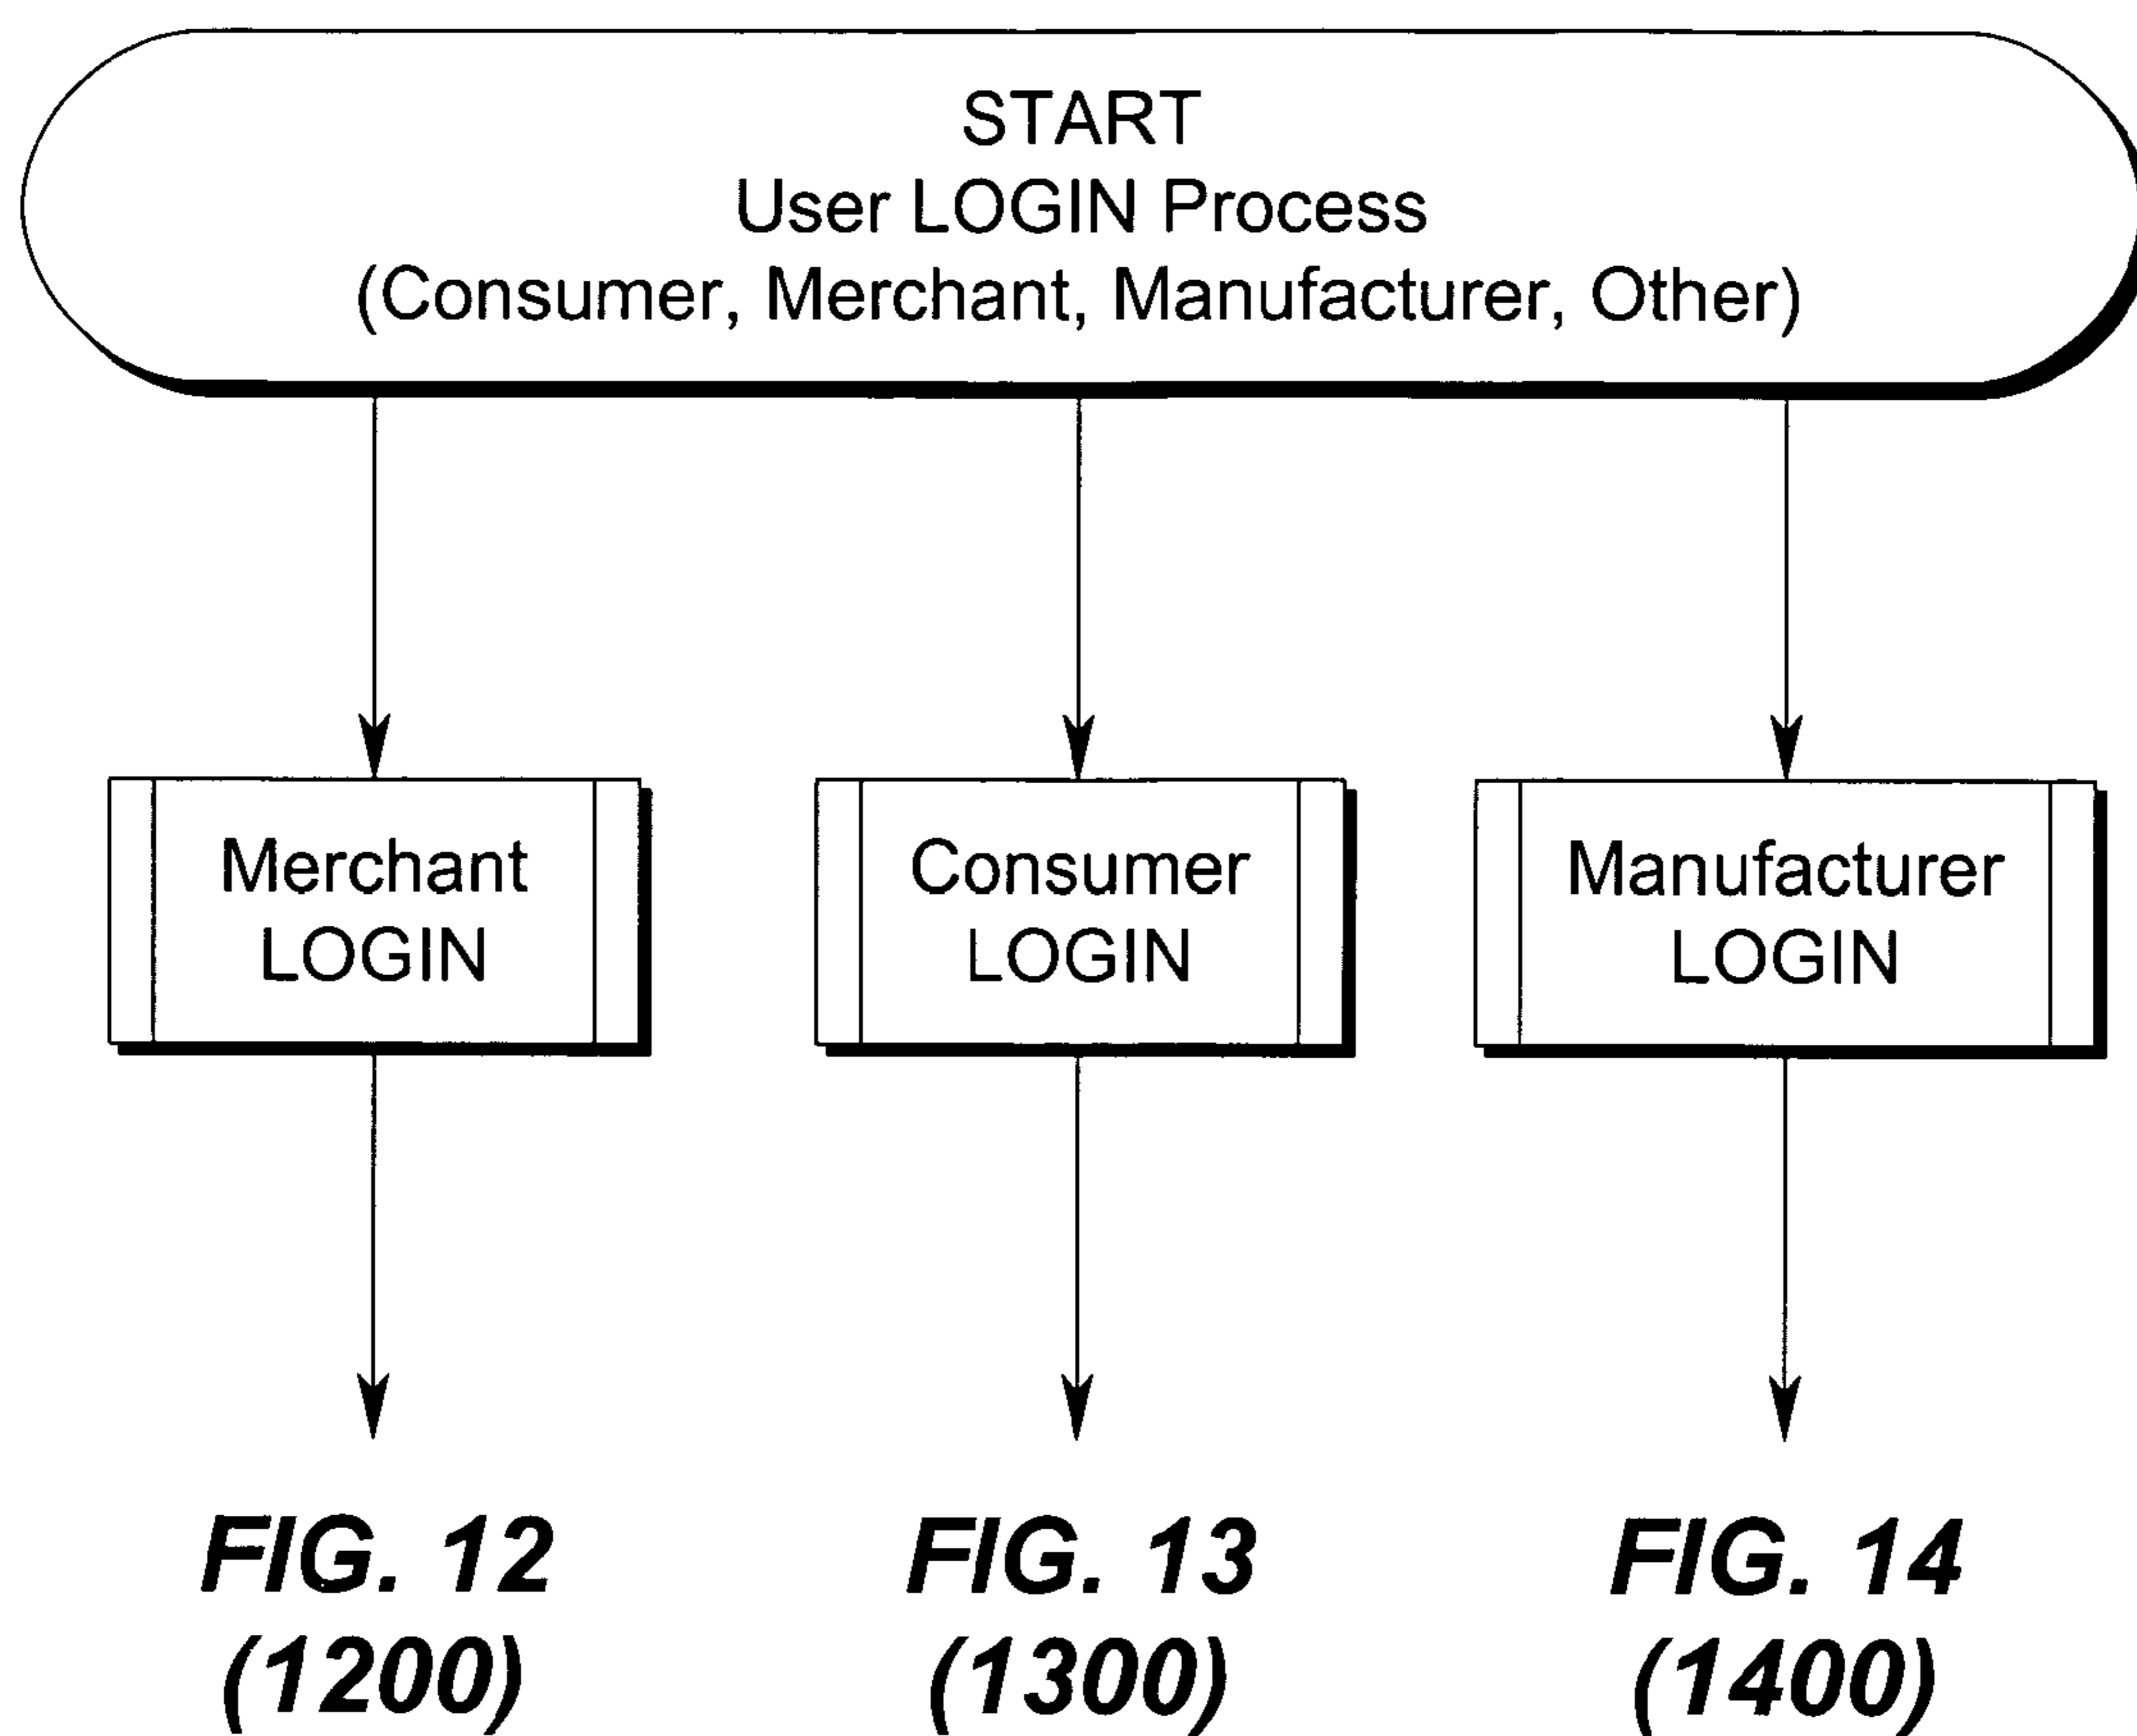 START
User LOGIN Process
(Consumer, Merchant, Manufacturer, Other)
Merchant
LOGIN
Consumer
LOGIN
Manufacturer
LOGIN
FIG. 12
(1200)
FIG. 13
(1300)
FIG. 14
(1400)